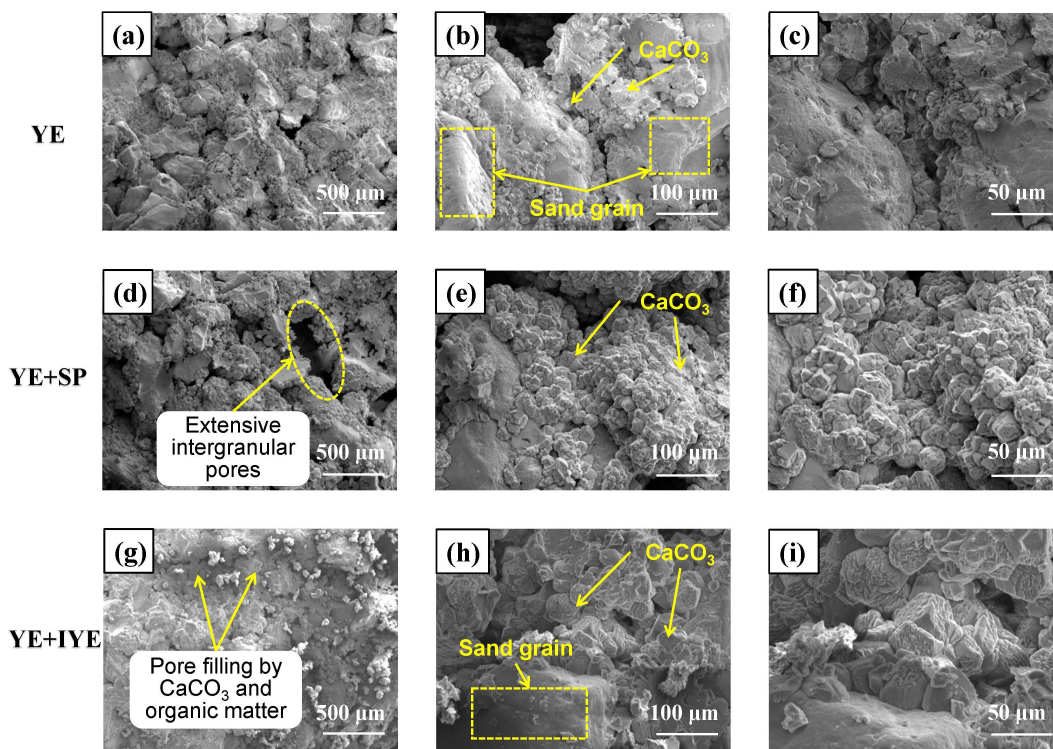 (a)
(b)
CaCO₃
(c)
YE
500 µm
Sand grain
100 µm
50 µm
(d)
(e)
CaCO₃
(f)
YE+SP
Extensive
intergranular
pores
500 µm
100 µm
50 µm
(g)
(h)
CaCO₃
(i)
YE+IYE
Sand grain
Pore filling by
CaCO₃ and
organic matter
500 µm
100 µm
50 µm